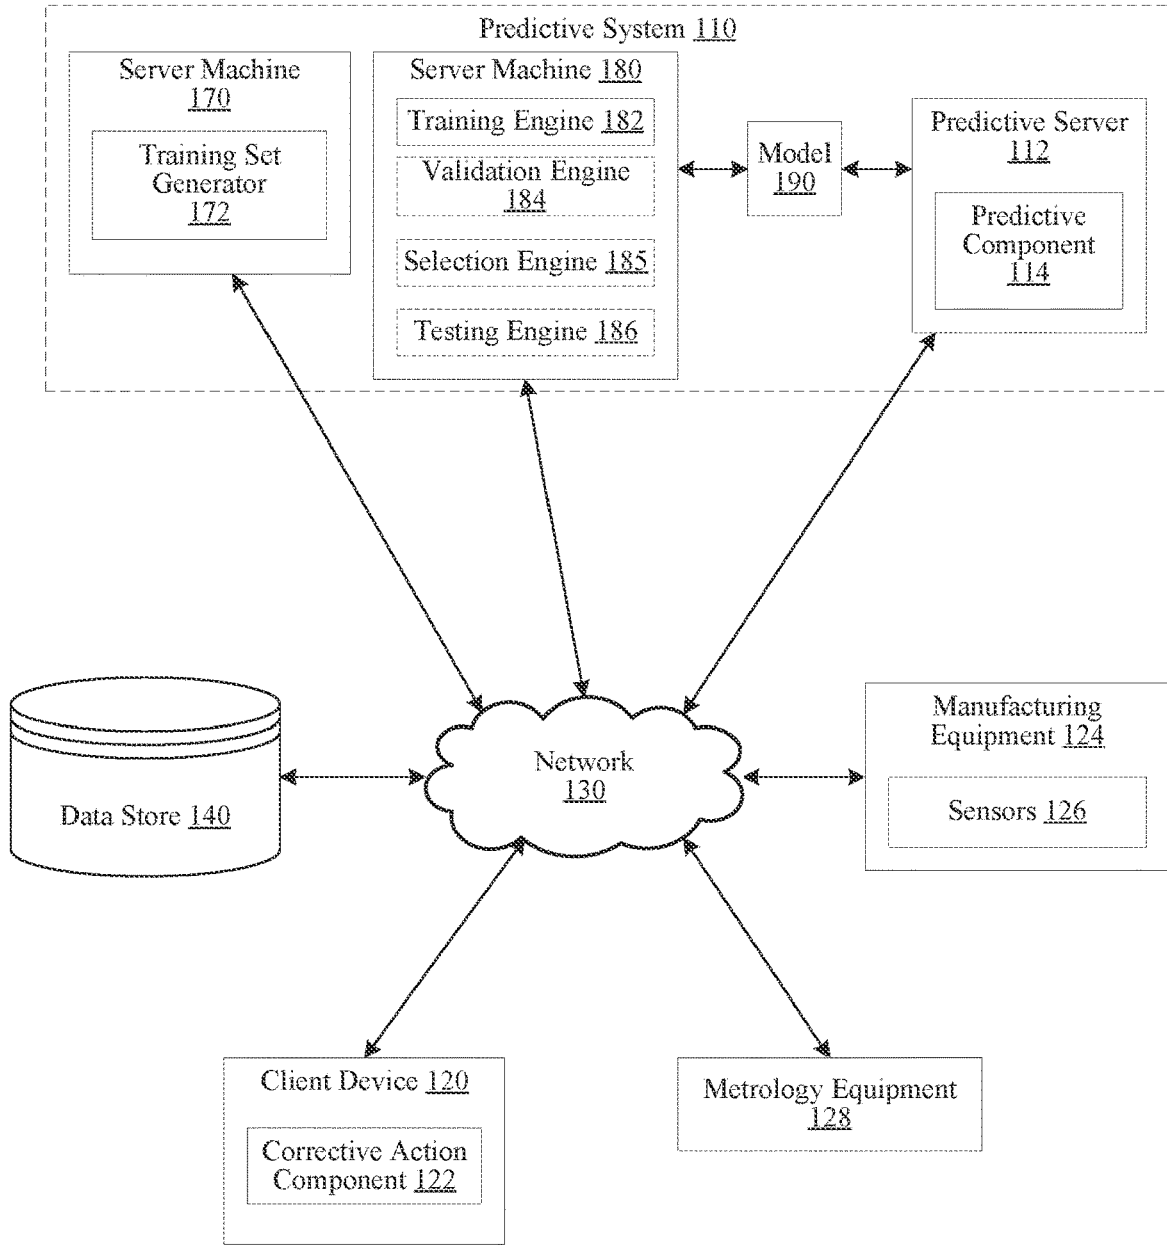 Predictive System 110
Server Machine
170
Training Set
Generator
172
Server Machine 180
Training Engine 182
Validation Engine
184
Selection Engine 185
Testing Engine 186
Model
190
Predictive Server
112
Predictive
Component
114
Data Store 140
Network
130
Manufacturing
Equipment 124
Sensors 126
Client Device 120
Corrective Action
Component 122
Metrology Equipment
128